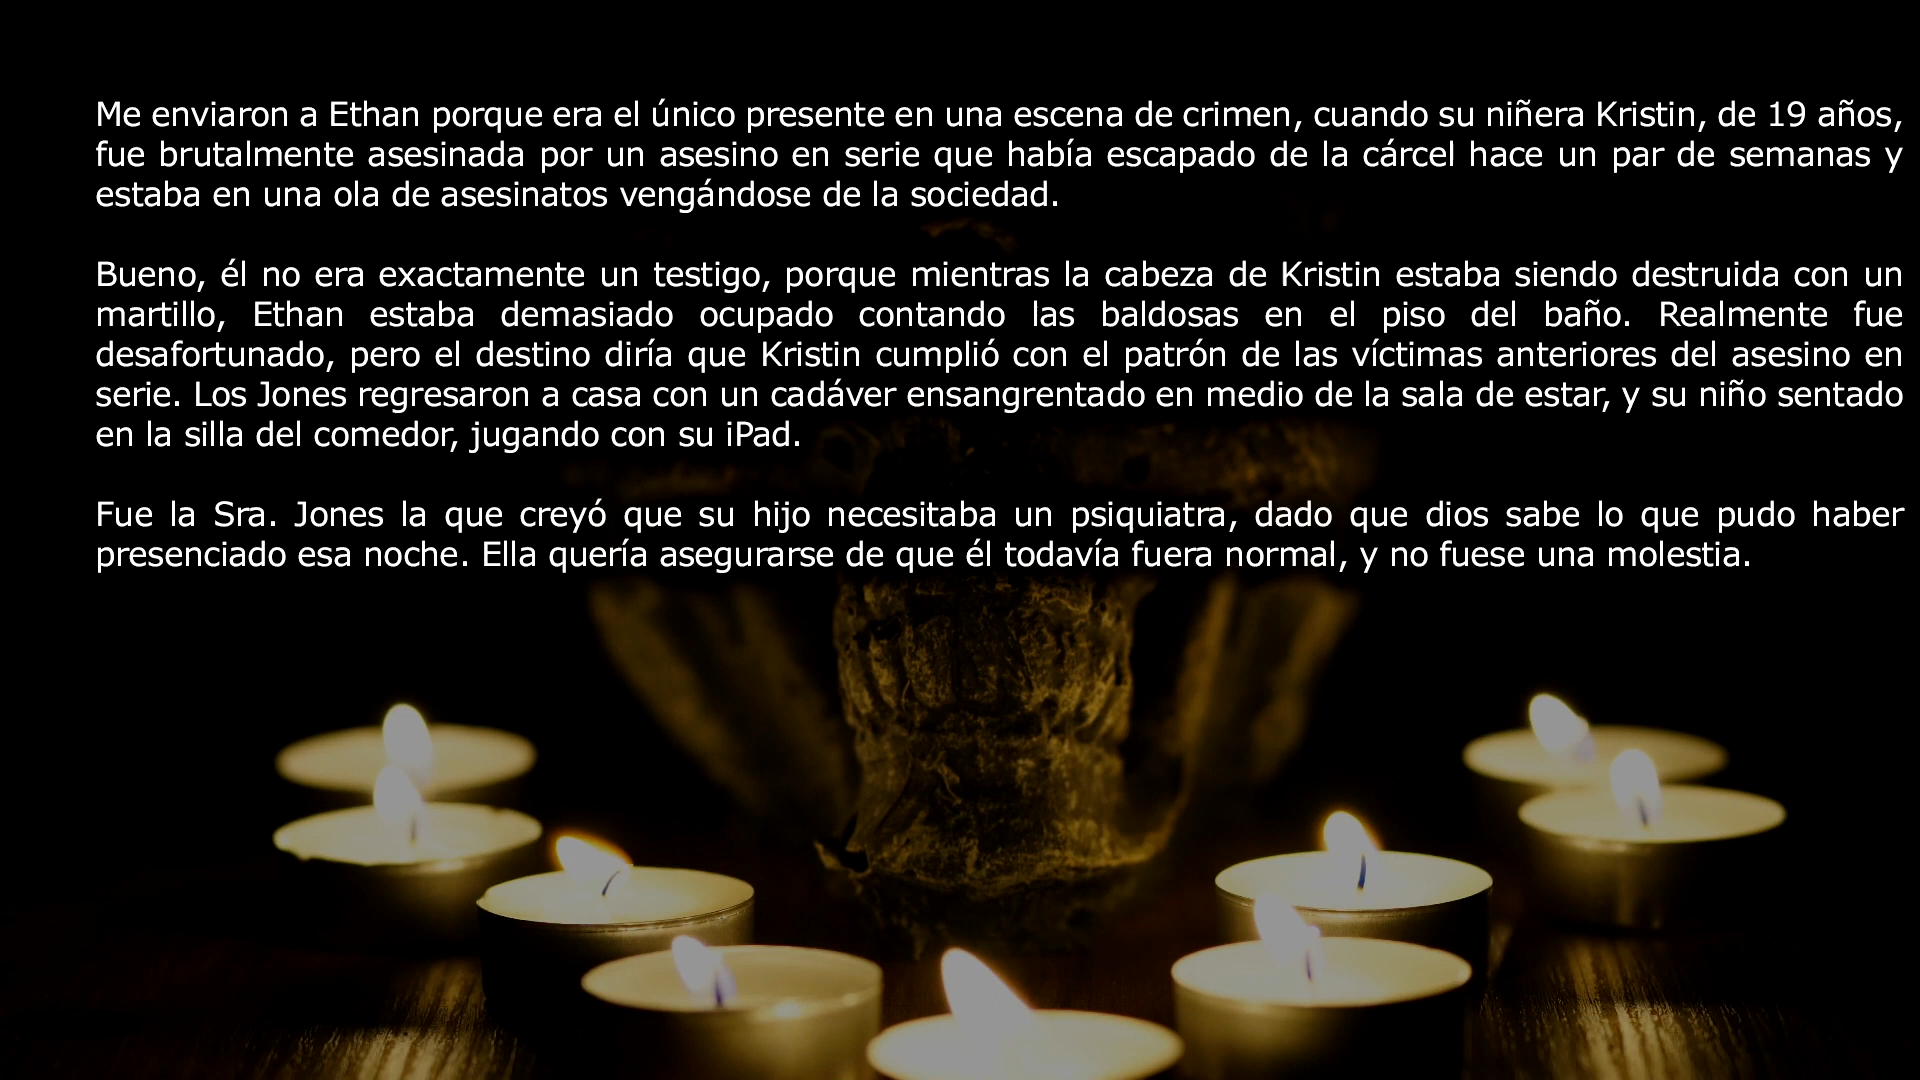 Me enviaron a Ethan porque era el único presente en una escena de crimen, cuando su niñera Kristin, de 19 años,
fue brutalmente asesinada por un asesino en serie que había escapado de la cárcel hace un par de semanas y
estaba en una ola de asesinatos vengándose de la sociedad.
Bueno, él no era exactamente un testigo, porque mientras la cabeza de Kristin estaba siendo destruida con un
martillo, Ethan estaba demasiado ocupado contando las baldosas en el piso del baño. Realmente fue
desafortunado, pero el destino diría que Kristin cumplió con el patrón de las víctimas anteriores del asesino en
serie. Los Jones regresaron a casa con un cadáver ensangrentado en medio de la sala de estar, y su niño sentado
en la silla del comedor, jugando con su iPad.
Fue la Sra. Jones la que creyó que su hijo necesitaba un psiquiatra, dado que dios sabe lo que pudo haber
presenciado esa noche. Ella quería asegurarse de que él todavía fuera normal, y no fuese una molestia.